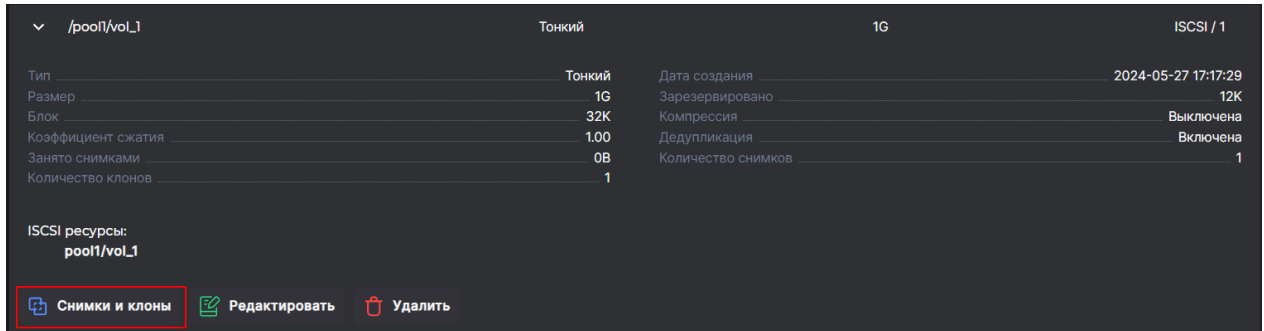 /pool1/vol_1 Тонкий 1G ISCSI / 1
Тип Тонкий Дата создания 2024-05-27 17:17:29
Размер 1G Зарезервировано 12K
Блок 32K Компрессия Выключена
Коэффициент сжатия 1.00 Дедупликация Включена
Занято снимками 0B Количество снимков 1
Количество клонов 1
ISCSI ресурсы:
pool1/vol_1
Снимки и клоны Редактировать Удалить